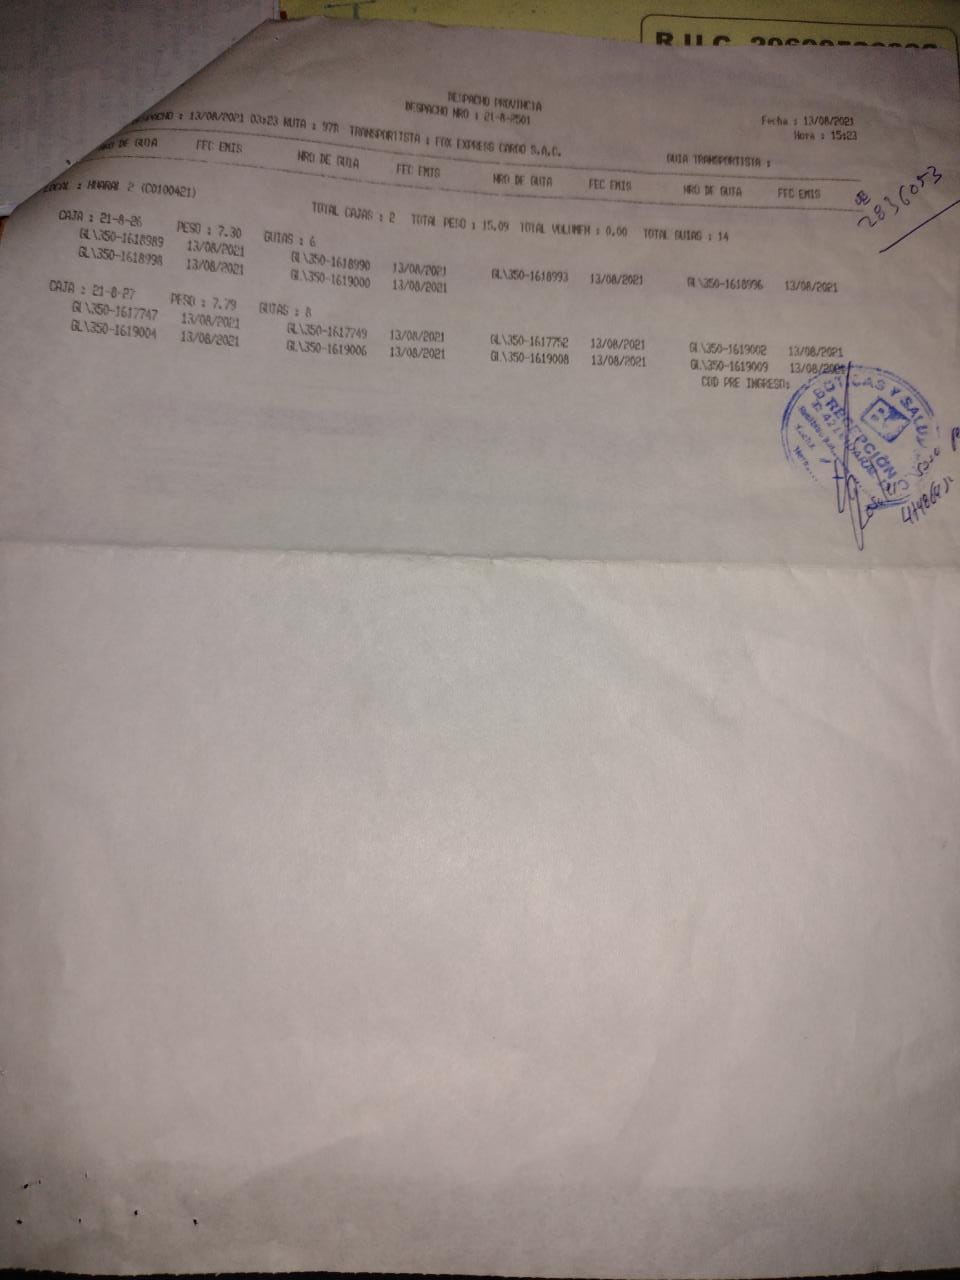 R.U.C.
DESPACHO PROVINCIA
DESPACHO NRO : 21-8-2501
Fecha : 13/08/2021
Hora : 15:23
DESPACHO : 13/08/2021 03:23 RUTA : 97R TRANSPORTISTA : FOX EXPRESS CARGO S.A.C. GUIA TRANSPORTISTA :
NRO DE GUIA FEC EMIS NRO DE GUIA FEC EMIS NRO DE GUIA FEC EMIS NRO DE GUIA FEC EMIS
LOCAL : HUARAL 2 (CO100421) TOTAL CAJAS : 2 TOTAL PESO : 15.09 TOTAL VOLUMEN : 0.00 TOTAL GUIAS : 14
CAJA : 21-8-26 PESO : 7.30 GUIAS : 6
GL\350-1618989 13/08/2021 GL\350-1618990 13/08/2021 GL\350-1618993 13/08/2021 GL\350-1618996 13/08/2021
GL\350-1618998 13/08/2021 GL\350-1619000 13/08/2021
CAJA : 21-8-27 PESO : 7.79 GUIAS : 8
GL\350-1617747 13/08/2021 GL\350-1617749 13/08/2021 GL\350-1617752 13/08/2021 GL\350-1619002 13/08/2021
GL\350-1619004 13/08/2021 GL\350-1619006 13/08/2021 GL\350-1619008 13/08/2021 GL\350-1619009 13/08/2021
COD PRE INGRESO:
2836053
RECEPCIÓN